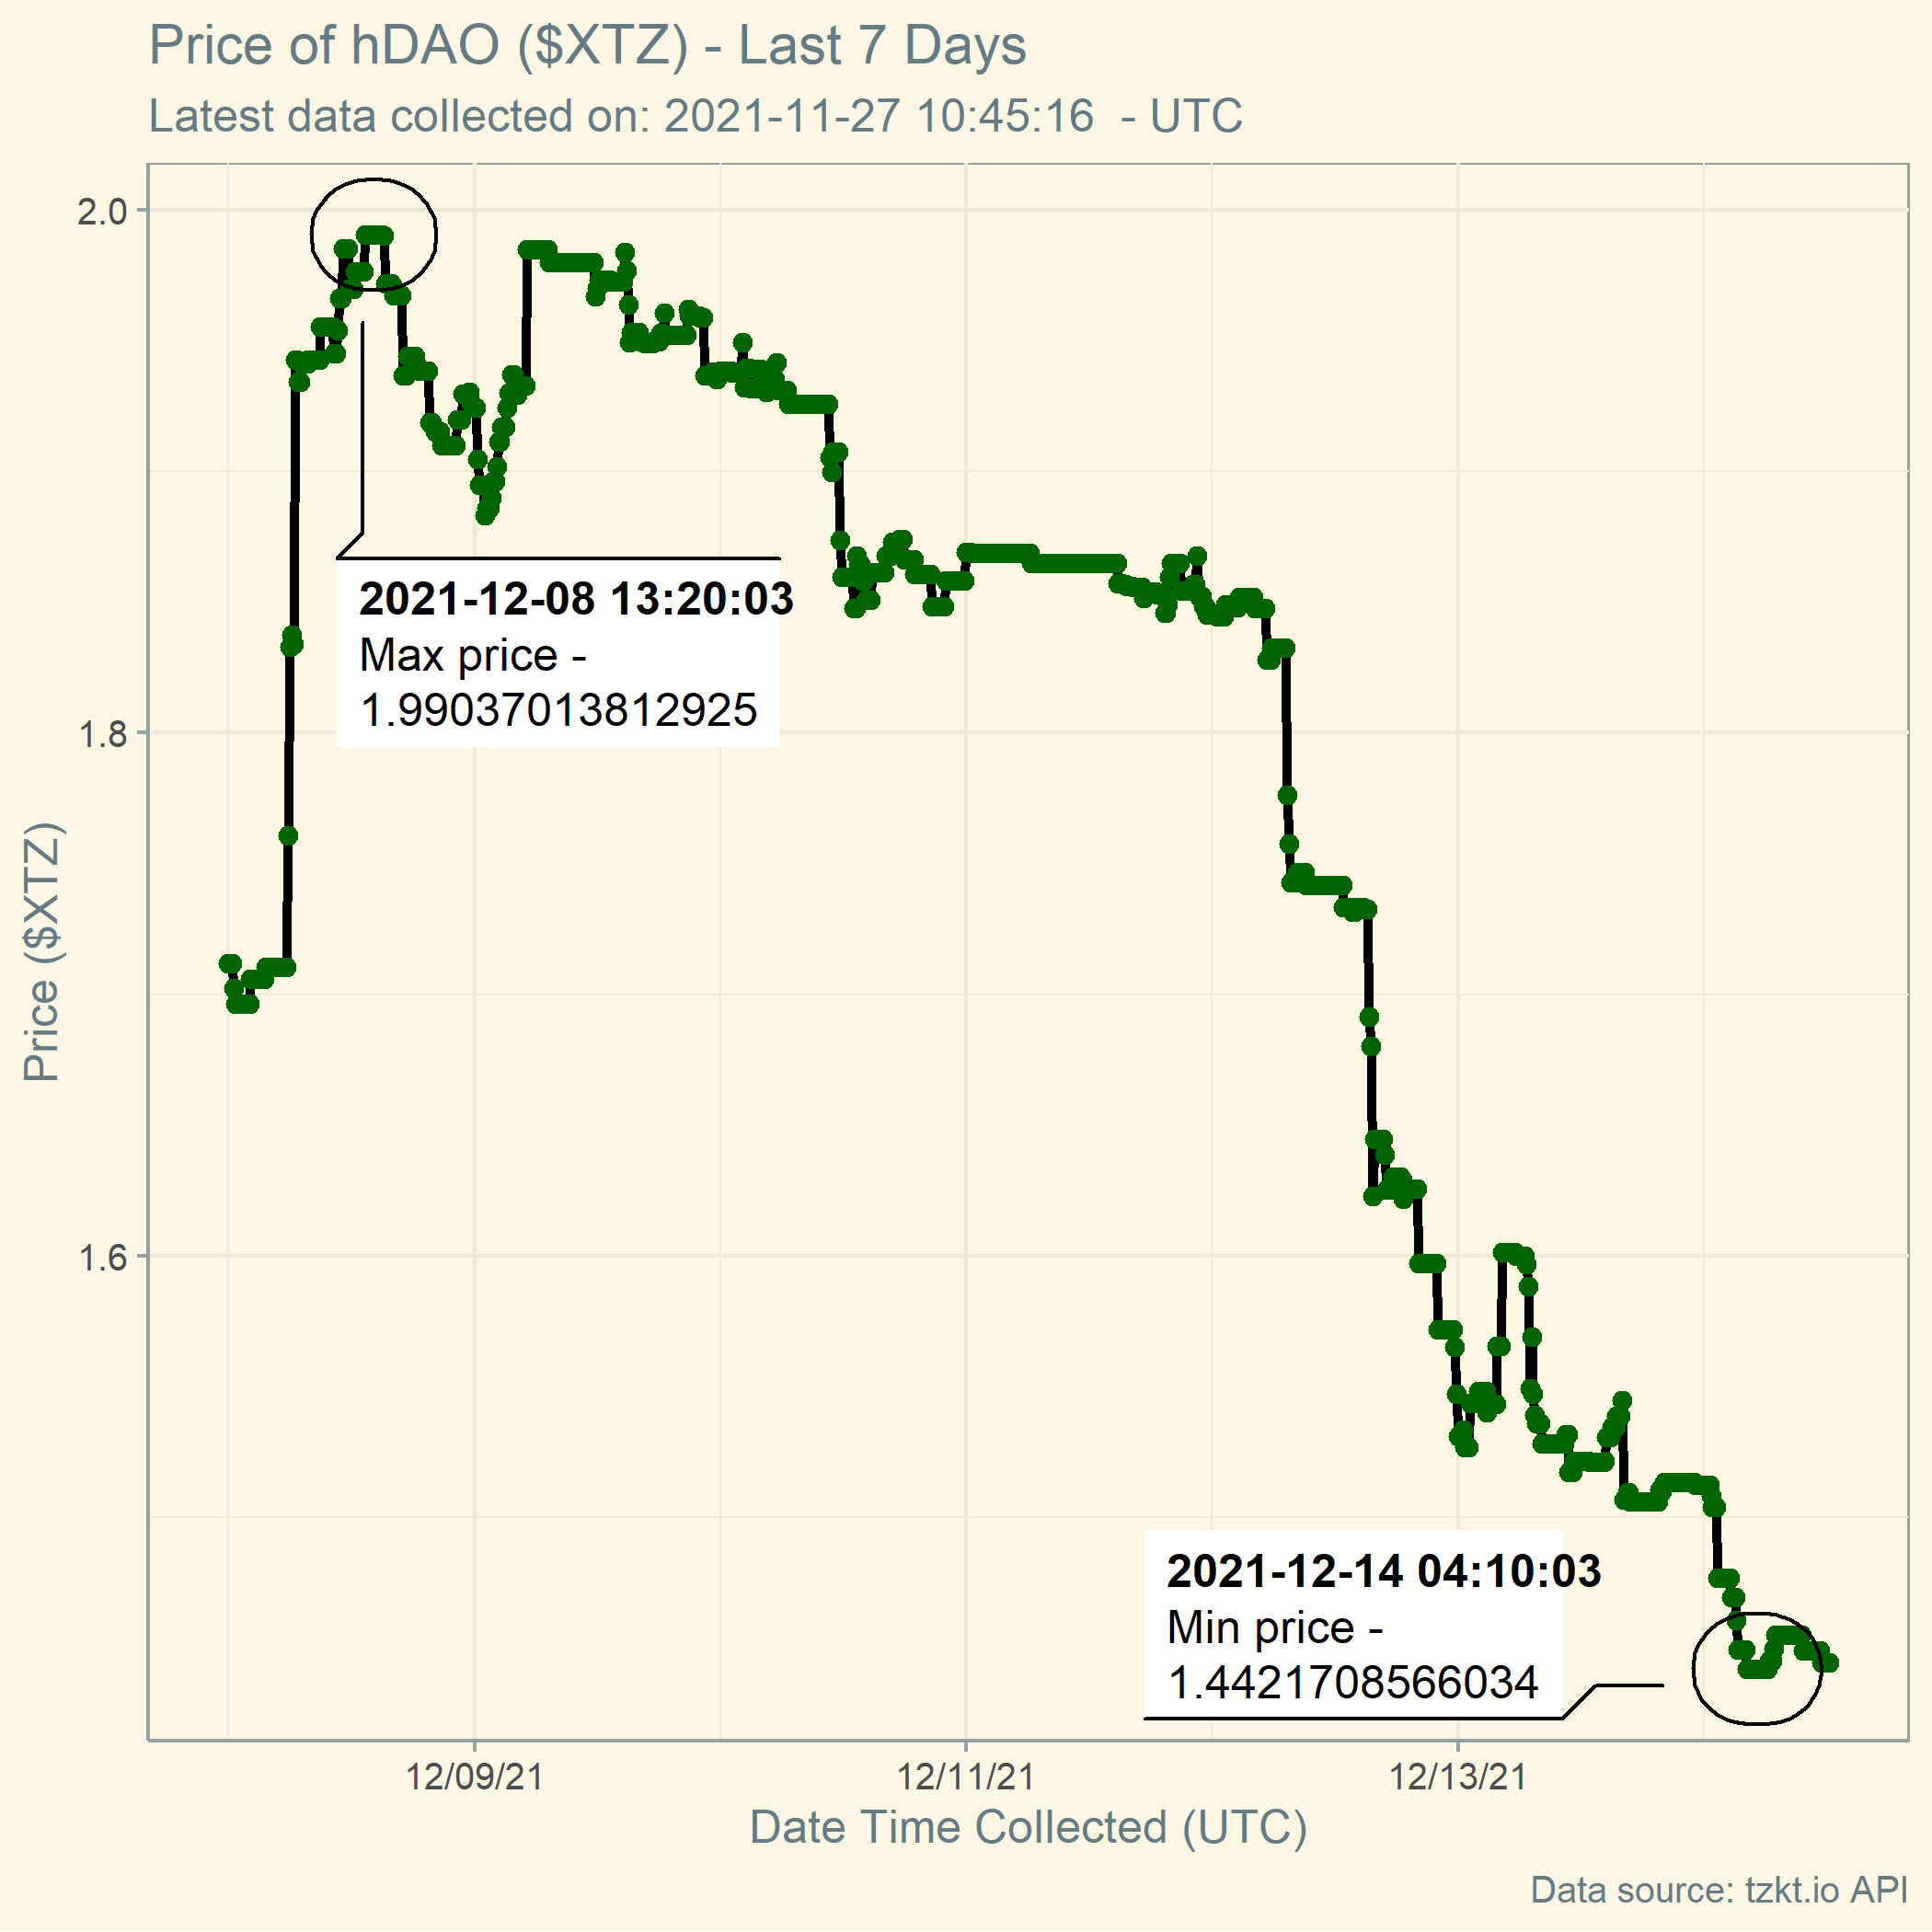 Price of hDAO ($XTZ) - Last 7 Days
Latest data collected on: 2021-11-27 10:45:16  - UTC
2.0
1.8
1.6
Price ($XTZ)
2021-12-08 13:20:03
Max price -
1.99037013812925
2021-12-14 04:10:03
Min price -
1.4421708566034
12/09/21
12/11/21
12/13/21
Date Time Collected (UTC)
Data source: tzkt.io API